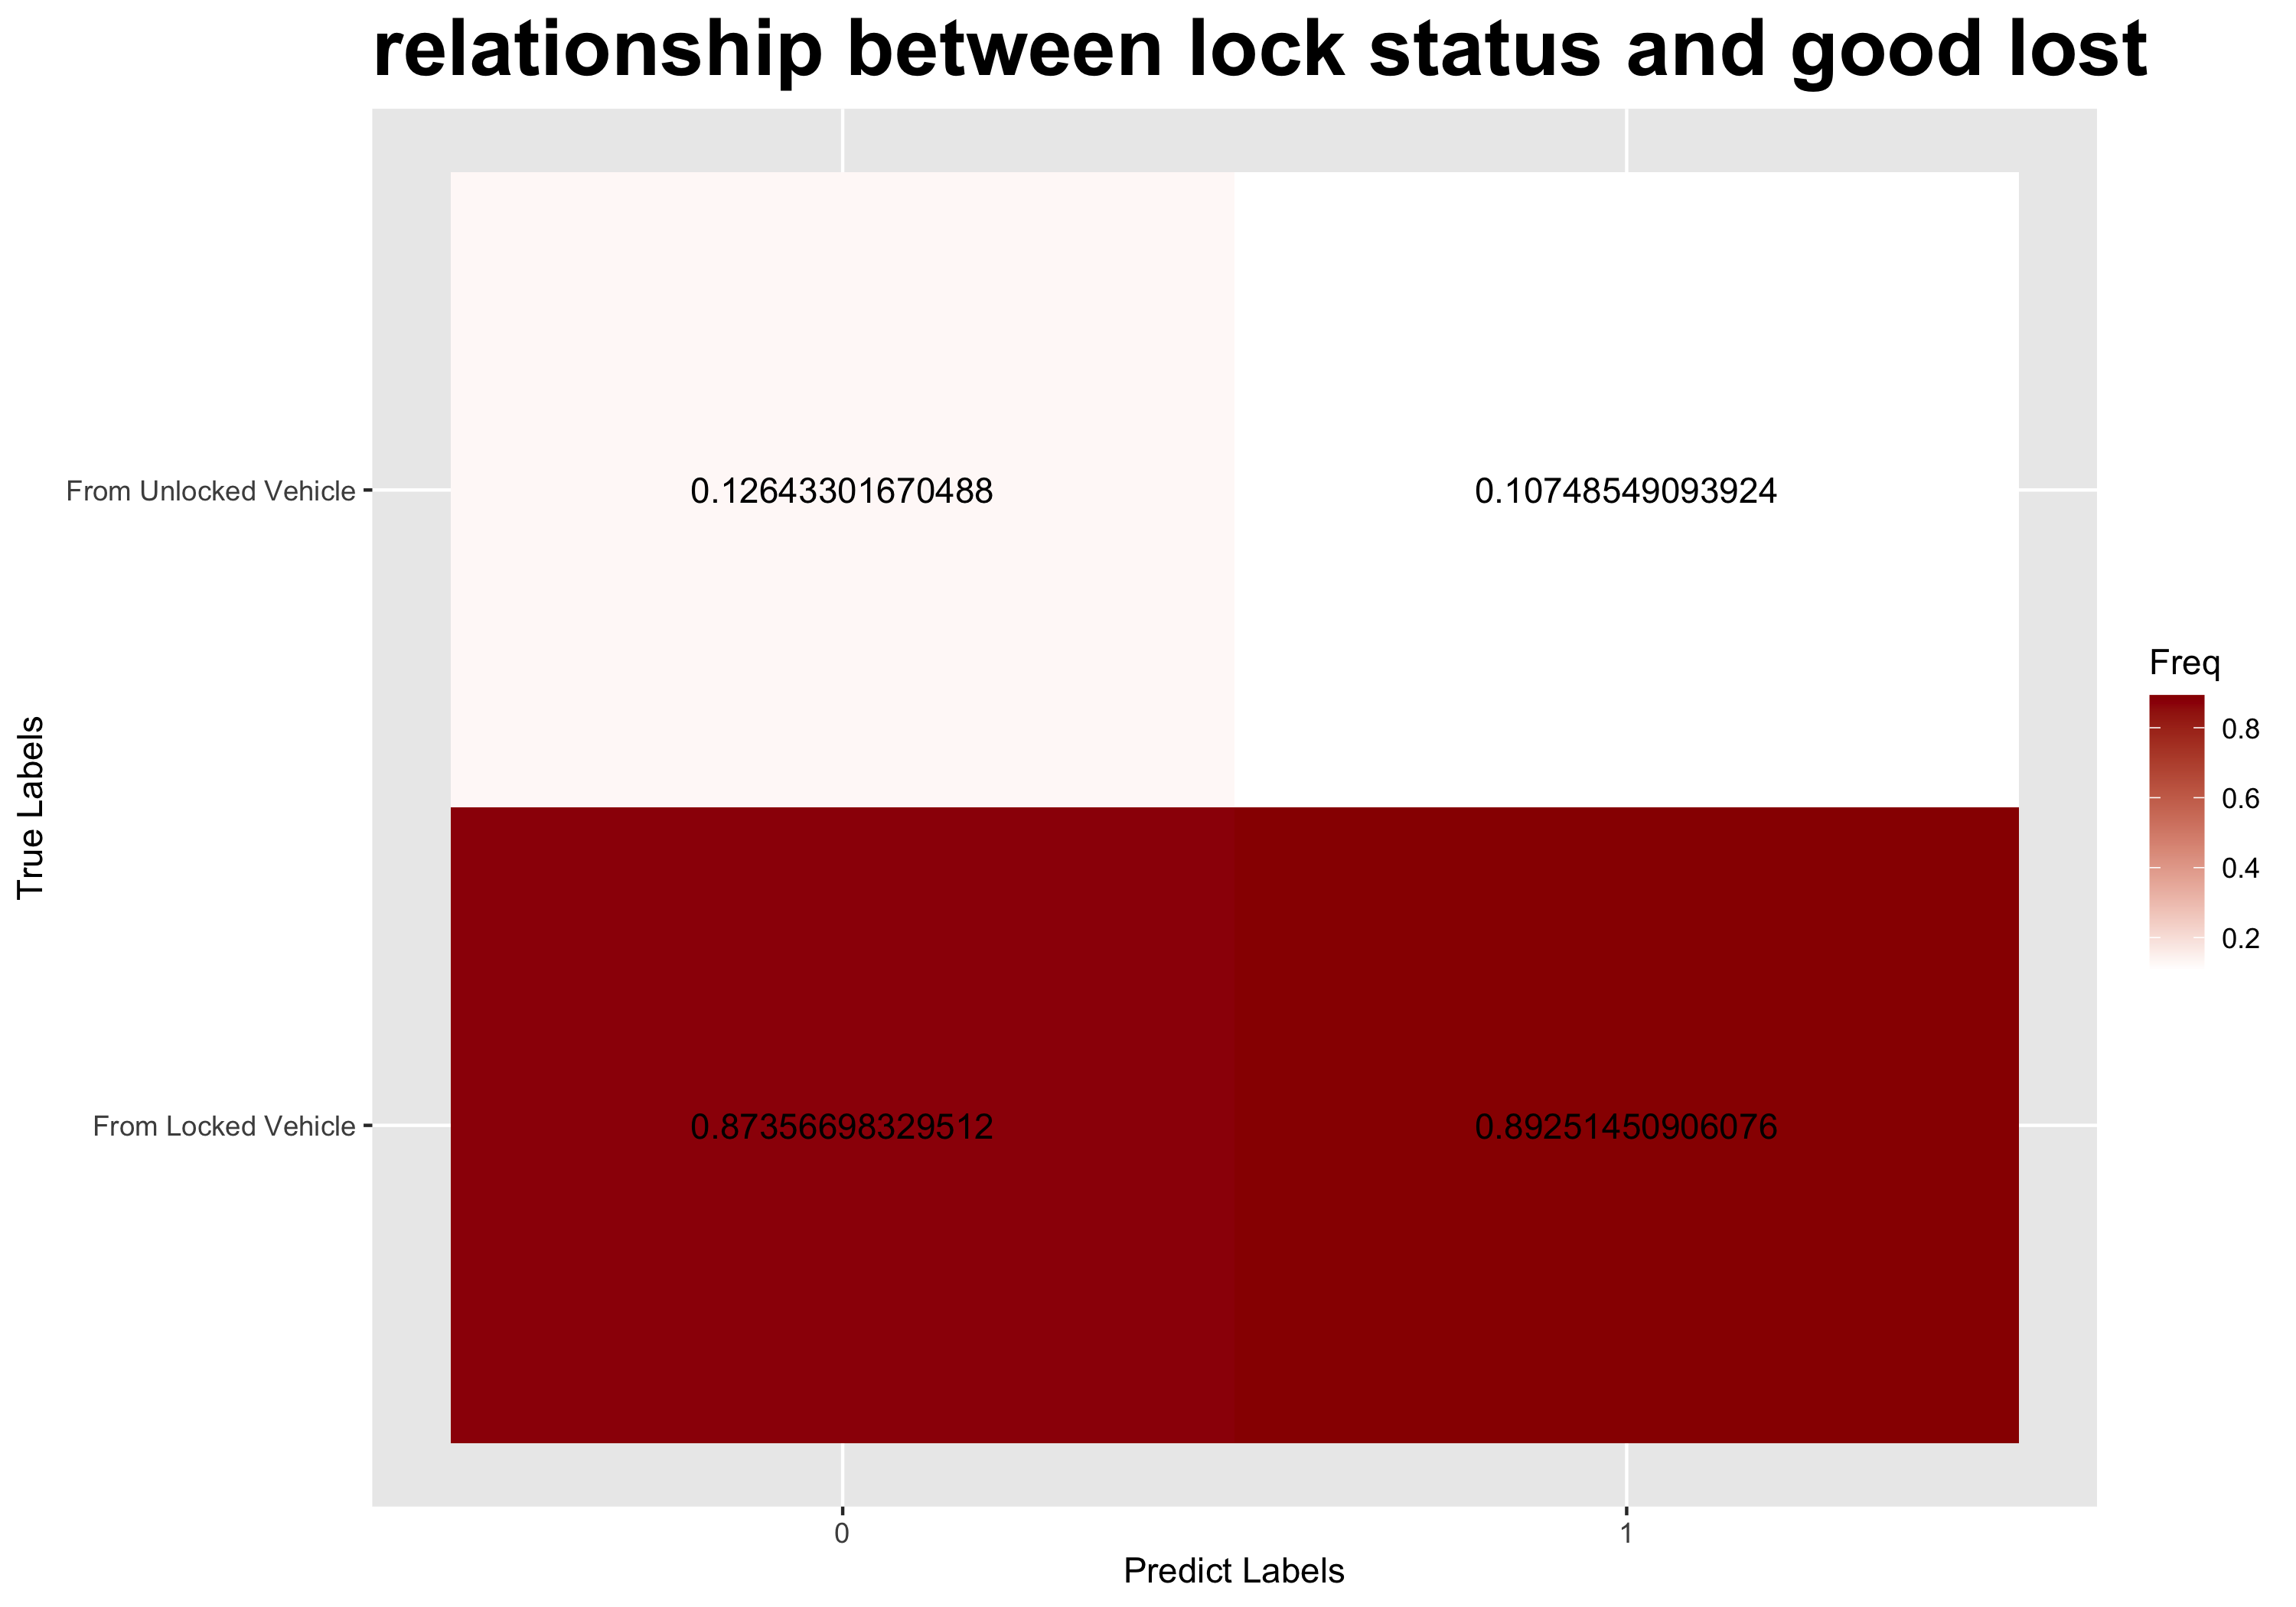 relationship between lock status and good lost
From Unlocked Vehicle
0.12643301670488
0.10748549093924
True Labels
From Locked Vehicle
0.87356698329512
0.89251450906076
Freq
0.8
0.6
0.4
0.2
0
1
Predict Labels